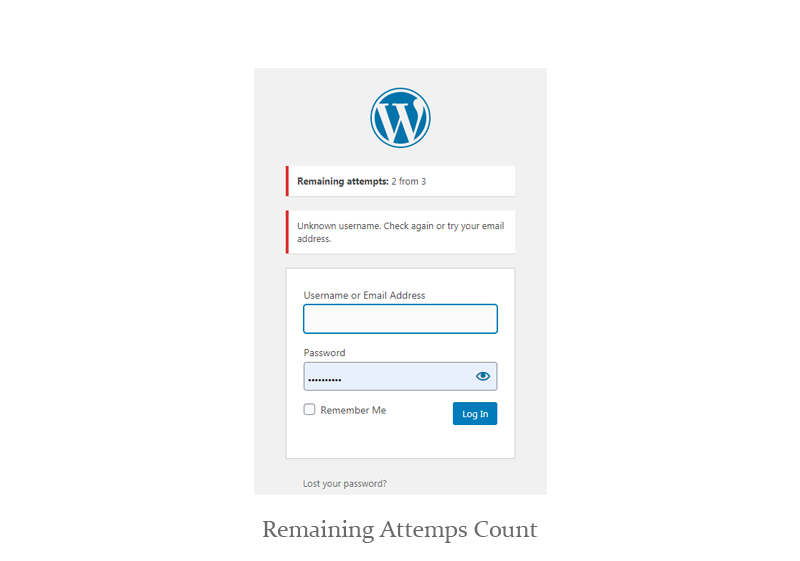 Remaining attempts: 2 from 3
Unknown username. Check again or try your email
address.
Username or Email Address
Password
Remember Me
Log In
Lost your password?
Remaining Attemps Count